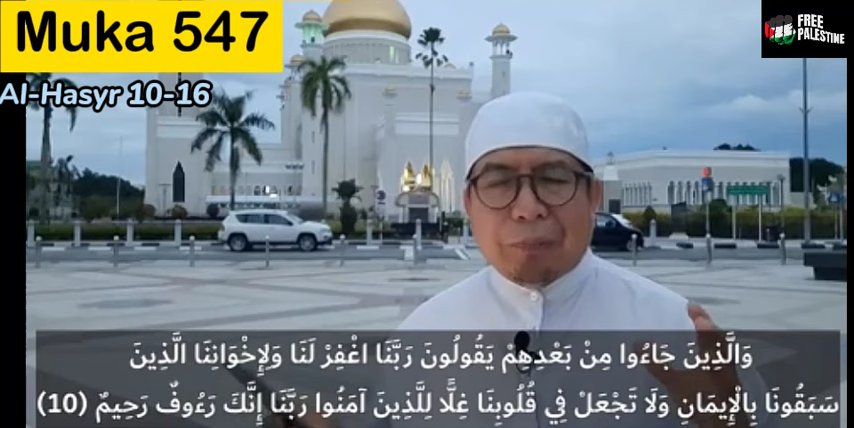 Muka 547
FREE
PALESTINE
Al-Hasyr 10-16
وَالَّذِينَ جَاءُوا مِنْ بَعْدِهِمْ يَقُولُونَ رَبَّنَا اغْفِرْ لَنَا وَلِإِخْوَانِنَا الَّذِينَ
سَبَقُونَا بِالْإِيمَانِ وَلَا تَجْعَلْ فِي قُلُوبِنَا غِلًّا لِلَّذِينَ آمَنُوا رَبَّنَا إِنَّكَ رَءُوفٌ رَحِيمٌ (10)